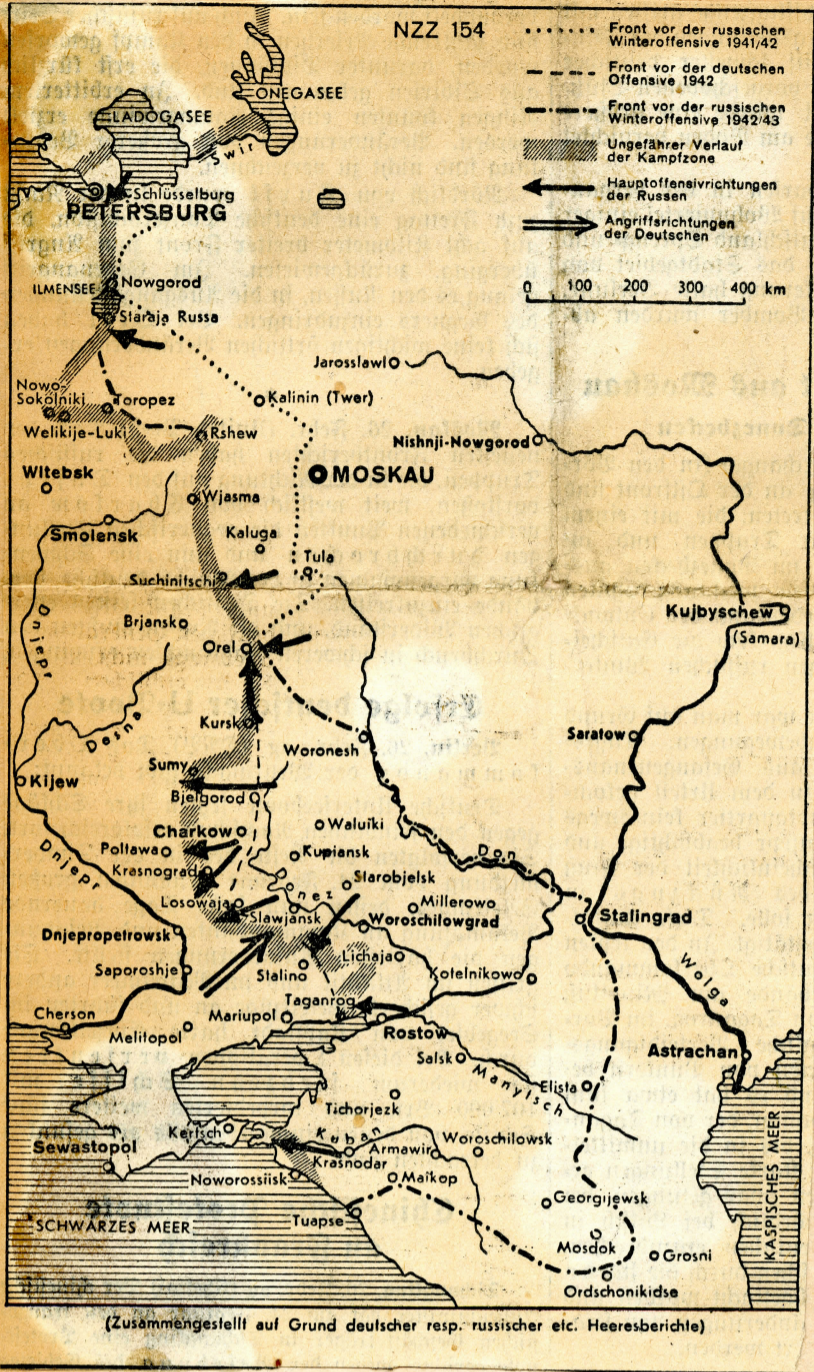 NZZ 154
Front vor der russischen
Winteroffensive 1941/42
Front vor der deutschen
Offensive 1942
Front vor der russischen
Winteroffensive 1942/43
Ungefährer Verlauf
der Kampfzone
Hauptoffensivrichtungen
der Russen
Angriffsrichtungen
der Deutschen
0 100 200 300 400 km
ONEGASEE
LADOGASEE
Swir
Schlüsselburg
PETERSBURG
Nowgorod
ILMENSEE
Staraja Russa
Jarosslawl
Nowo-
Sokolniki
Toropez
Kalinin (Twer)
Welikije-Luki
Rshew
Nishnji-Nowgorod
Witebsk
MOSKAU
Wjasma
Smolensk
Kaluga
Tula
Suchinitschi
Kujbyschew
(Samara)
Dnjepr
Brjansk
Orel
Desna
Kursk
Woronesh
Saratow
Sumy
Kijew
Bjelgorod
Waluiki
Charkow
Poltawa
Kupiansk
Don
Dnjepr
Krasnograd
Starobjelsk
Donez
Losowaja
Slawjansk
Millerowo
Woroschilowgrad
Stalingrad
Dnjepropetrowsk
Lichaja
Saporoshje
Stalino
Kotelnikowo
Wolga
Taganrog
Cherson
Mariupol
Melitopol
Rostow
Astrachan
Salsk
Manytsch
Elista
Tichorjezk
Kertsch
Kuban
Woroschilowsk
Sewastopol
Armawir
Krasnodar
Noworossiisk
Maikop
Georgijewsk
Tuapse
SCHWARZES MEER
KASPISCHES MEER
Mosdok
Grosni
Ordschonikidse
(Zusammengestellt auf Grund deutscher resp. russischer etc. Heeresberichte)